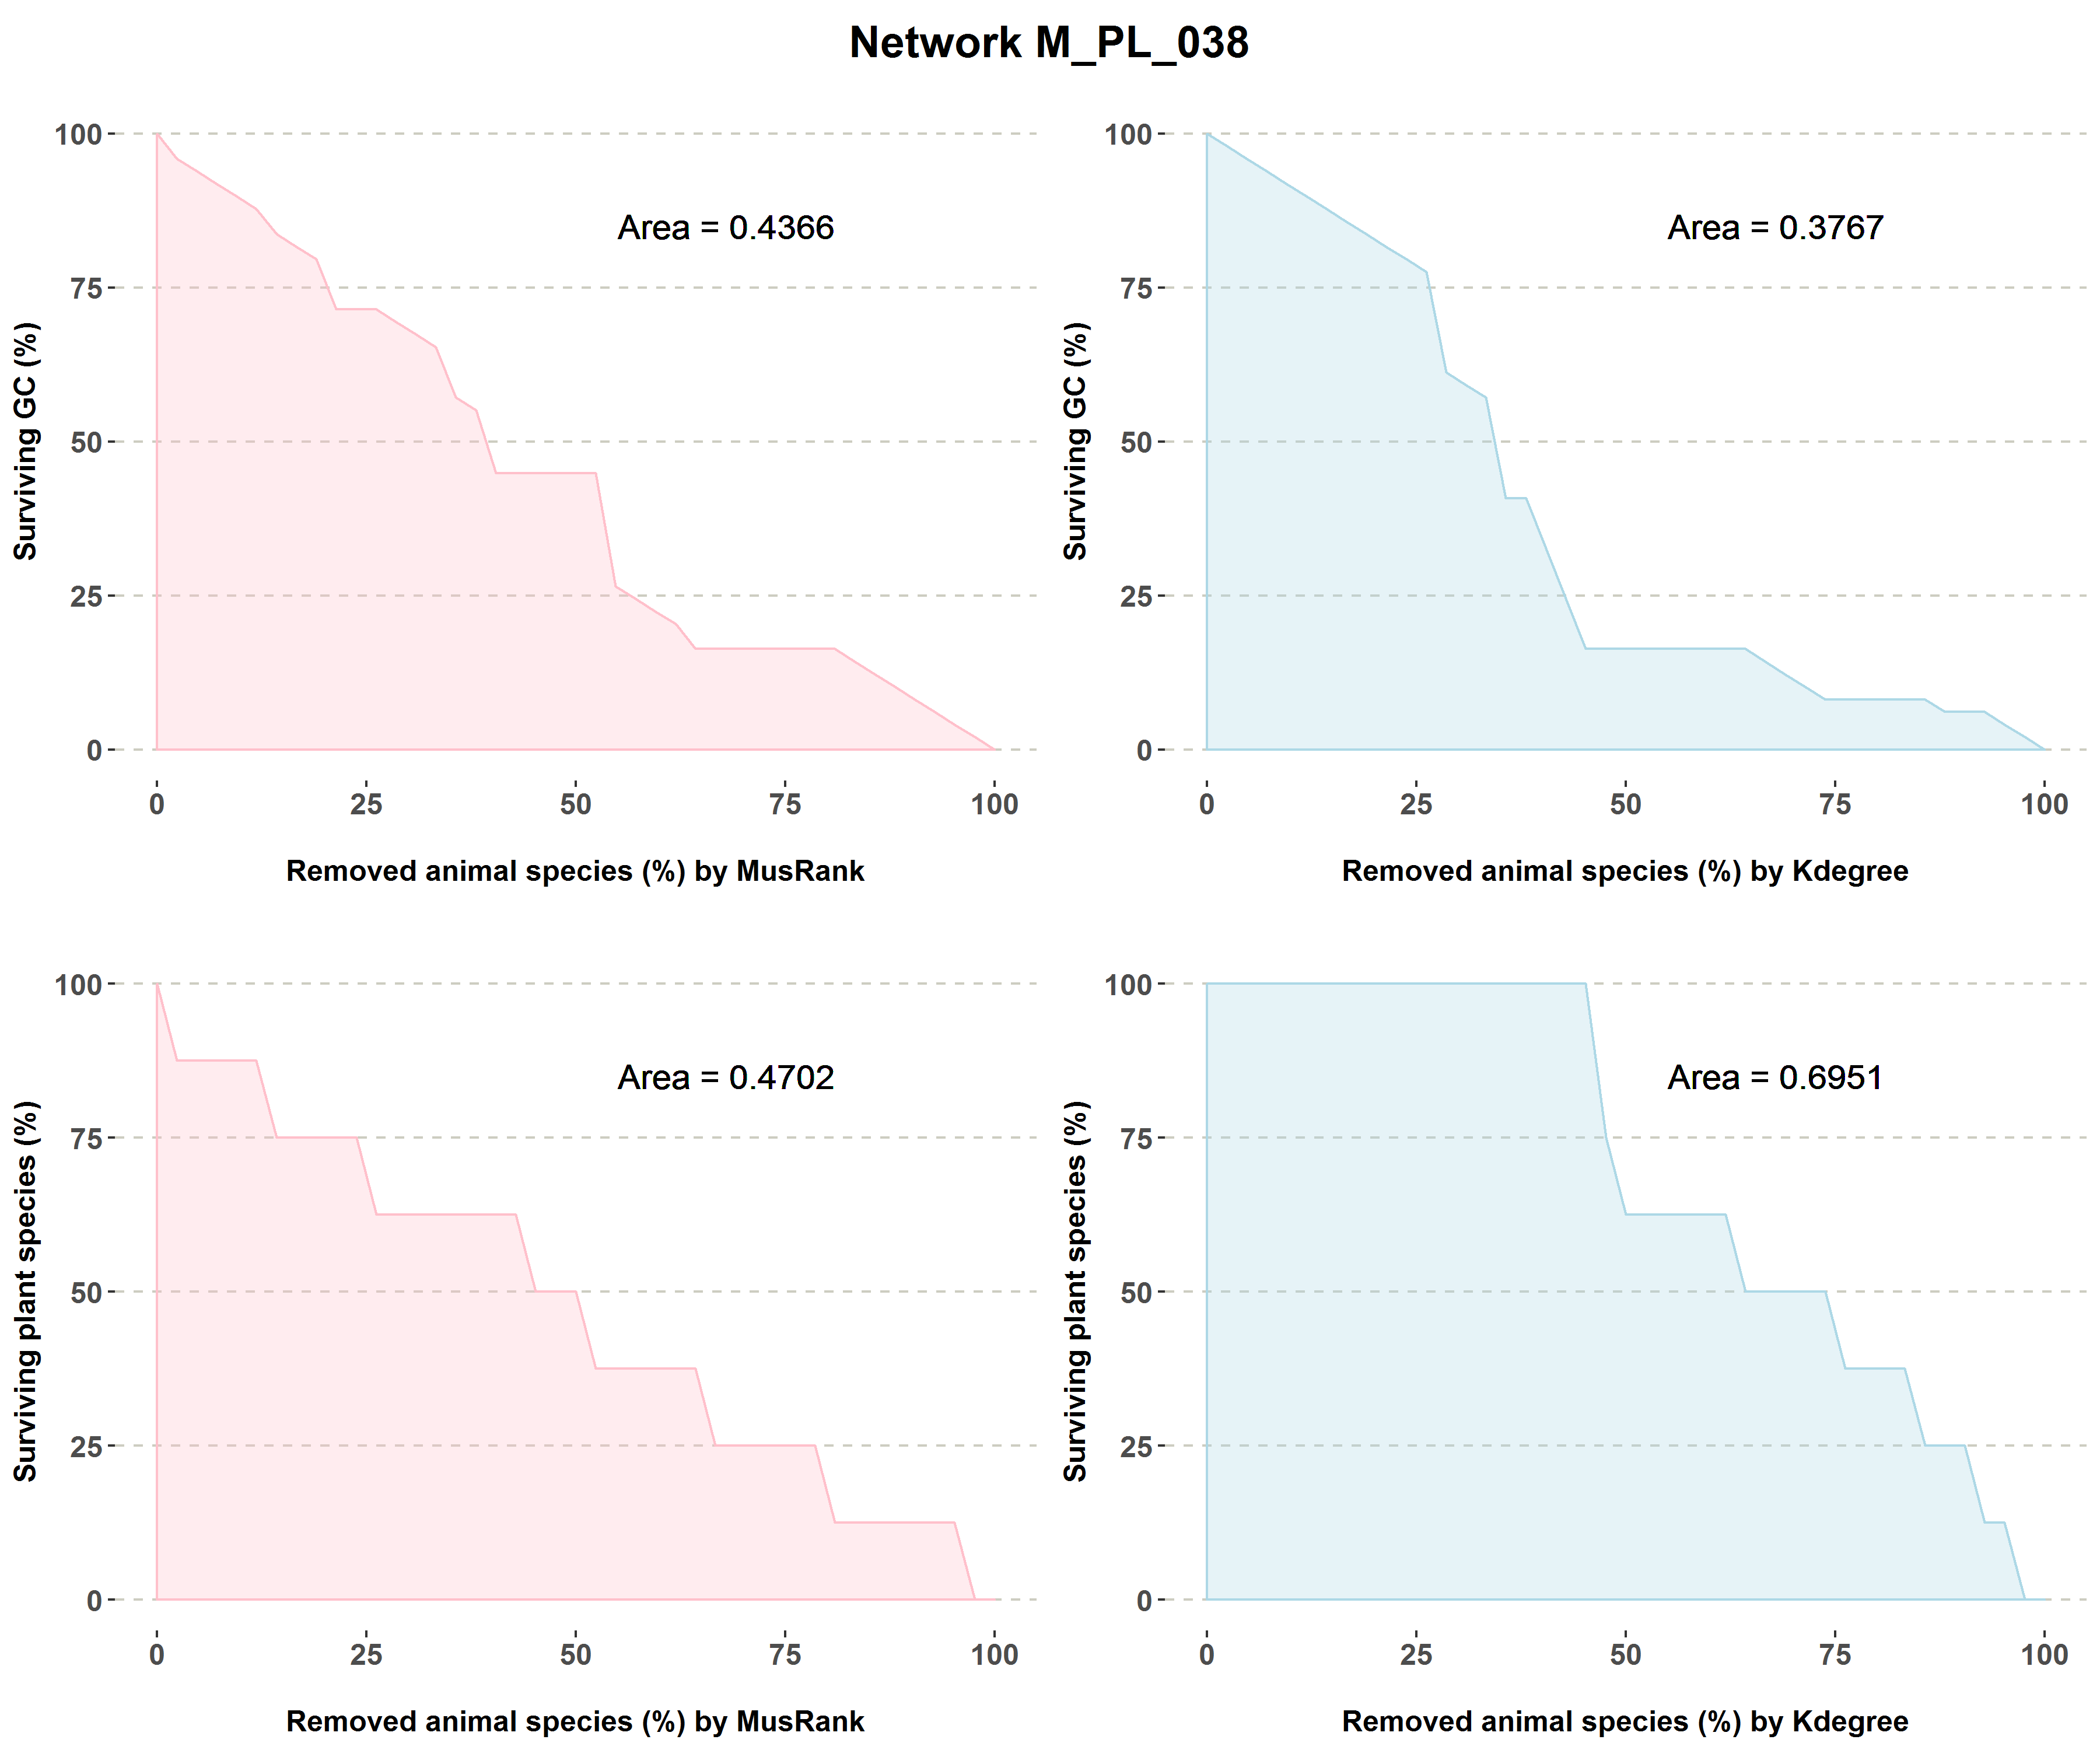 Network M_PL_038
100
75
50
25
0
Surviving GC (%)
Area = 0.4366
0 25 50 75 100
Removed animal species (%) by MusRank
100
75
50
25
0
Surviving GC (%)
Area = 0.3767
0 25 50 75 100
Removed animal species (%) by Kdegree
100
75
50
25
0
Surviving plant species (%)
Area = 0.4702
0 25 50 75 100
Removed animal species (%) by MusRank
100
75
50
25
0
Surviving plant species (%)
Area = 0.6951
0 25 50 75 100
Removed animal species (%) by Kdegree